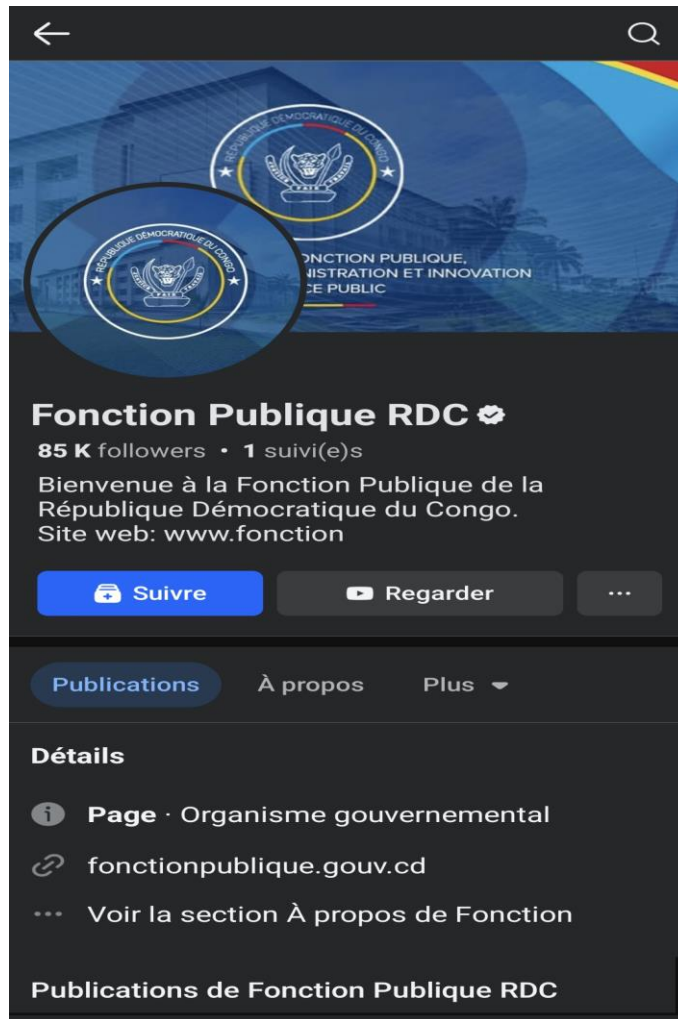 RÉPUBLIQUE DÉMOCRATIQUE DU CONGO
PAIX
ONCTION PUBLIQUE,
NISTRATION ET INNOVATION
CE PUBLIC
RÉPUBLIQUE DÉMOCRATIQUE DU CONGO
PAIX
Fonction Publique RDC
85 K followers • 1 suivi(e)s
Bienvenue à la Fonction Publique de la
République Démocratique du Congo.
Site web: www.fonction
Suivre
Regarder
...
Publications
À propos
Plus
Détails
Page · Organisme gouvernemental
fonctionpublique.gouv.cd
... Voir la section À propos de Fonction
Publications de Fonction Publique RDC